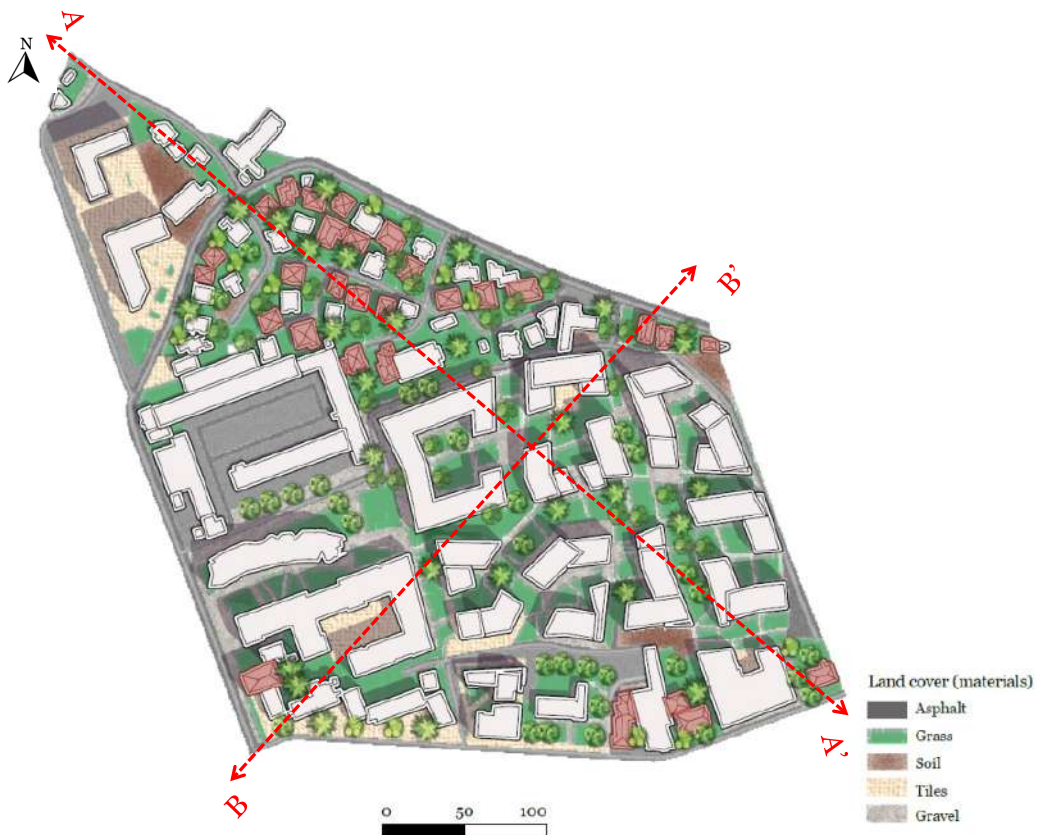 A
N
B'
Land cover (materials)
Asphalt
Grass
Soil
Tiles
Gravel
A'
B
0 50 100